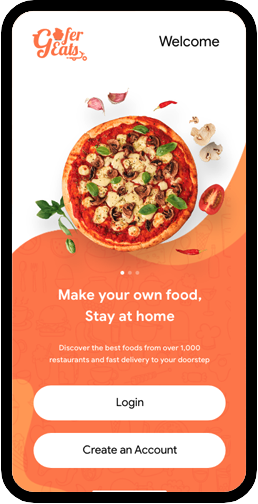 Gofer
Eats
Welcome
Make your own food,
Stay at home
Discover the best foods from over 1,000
restaurants and fast delivery to your doorstep
Login
Create an Account